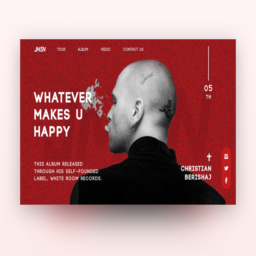 JMSN
TOUR
ALBUM
VIDEO
CONTACT US
05
TH
WHATEVER
MAKES U
HAPPY
THIS ALBUM RELEASED
THROUGH HIS SELF-FOUNDED
LABEL, WHITE ROOM RECORDS.
CHRISTIAN
BERISHAJ